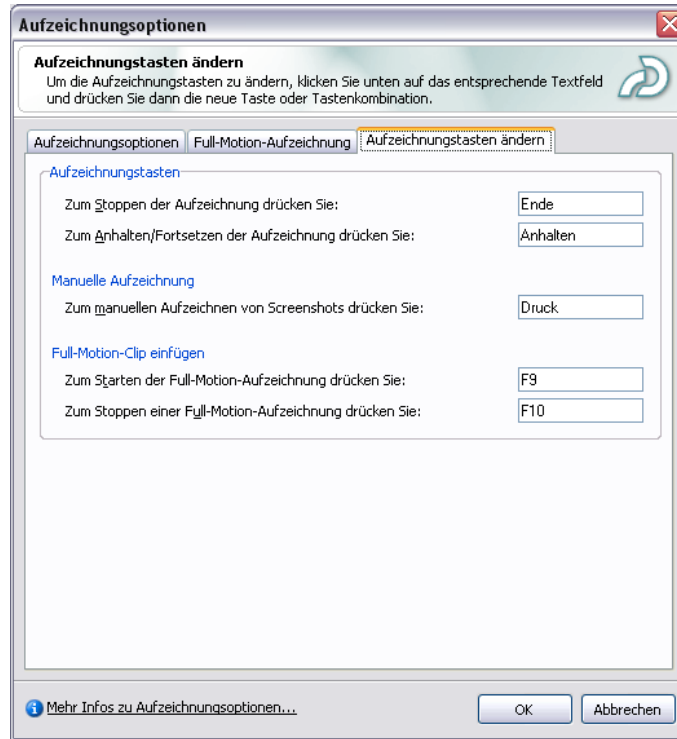 Aufzeichnungsoptionen
Aufzeichnungstasten ändern
Um die Aufzeichnungstasten zu ändern, klicken Sie unten auf das entsprechende Textfeld
und drücken Sie dann die neue Taste oder Tastenkombination.
Aufzeichnungsoptionen Full-Motion-Aufzeichnung Aufzeichnungstasten ändern
Aufzeichnungstasten
Zum Stoppen der Aufzeichnung drücken Sie: Ende
Zum Anhalten/Fortsetzen der Aufzeichnung drücken Sie: Anhalten
Manuelle Aufzeichnung
Zum manuellen Aufzeichnen von Screenshots drücken Sie: Druck
Full-Motion-Clip einfügen
Zum Starten der Full-Motion-Aufzeichnung drücken Sie: F9
Zum Stoppen einer Full-Motion-Aufzeichnung drücken Sie: F10
Mehr Infos zu Aufzeichnungsoptionen... OK Abbrechen